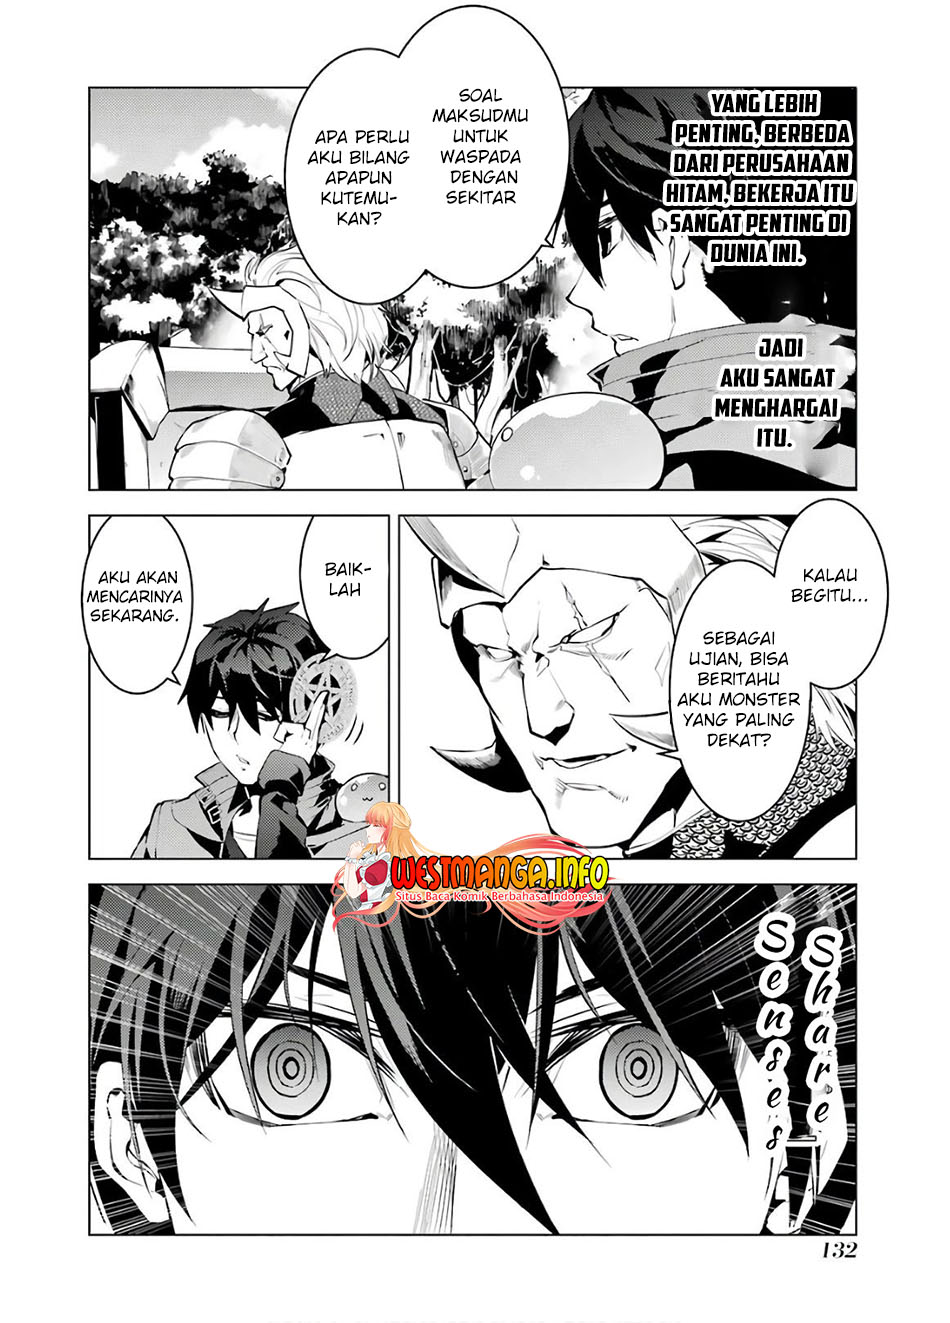 YANG LEBIH
PENTING, BERBEDA
DARI PERUSAHAAN
HITAM, BEKERJA ITU
SANGAT PENTING DI
DUNIA INI.
JADI
AKU SANGAT
MENGHARGAI
ITU.
SOAL
MAKSUDMU
UNTUK
WASPADA
DENGAN
SEKITAR
APA PERLU
AKU BILANG
APAPUN
KUTEMU-
KAN?
KALAU
BEGITU...
SEBAGAI
UJIAN, BISA
BERITAHU
AKU MONSTER
YANG PALING
DEKAT?
BAIK-
LAH
AKU AKAN
MENCARINYA
SEKARANG.
WESTMANGA.INFO
Situs Baca Komik Berbahasa Indonesia
Share
Senses
132